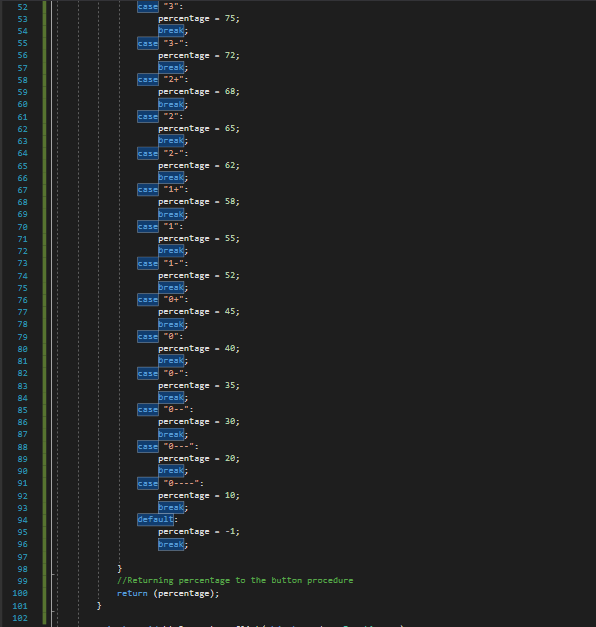 52 case "3":
53 percentage = 75;
54 break;
55 case "3-":
56 percentage = 72;
57 break;
58 case "2+":
59 percentage = 68;
60 break;
61 case "2":
62 percentage = 65;
63 break;
64 case "2-":
65 percentage = 62;
66 break;
67 case "1+":
68 percentage = 58;
69 break;
70 case "1":
71 percentage = 55;
72 break;
73 case "1-":
74 percentage = 52;
75 break;
76 case "0+":
77 percentage = 45;
78 break;
79 case "0":
80 percentage = 40;
81 break;
82 case "0-":
83 percentage = 35;
84 break;
85 case "0--":
86 percentage = 30;
87 break;
88 case "0---":
89 percentage = 20;
90 break;
91 case "0----":
92 percentage = 10;
93 break;
94 default:
95 percentage = -1;
96 break;
97
98 }
99 //Returning percentage to the button procedure
100 return (percentage);
101 }
102